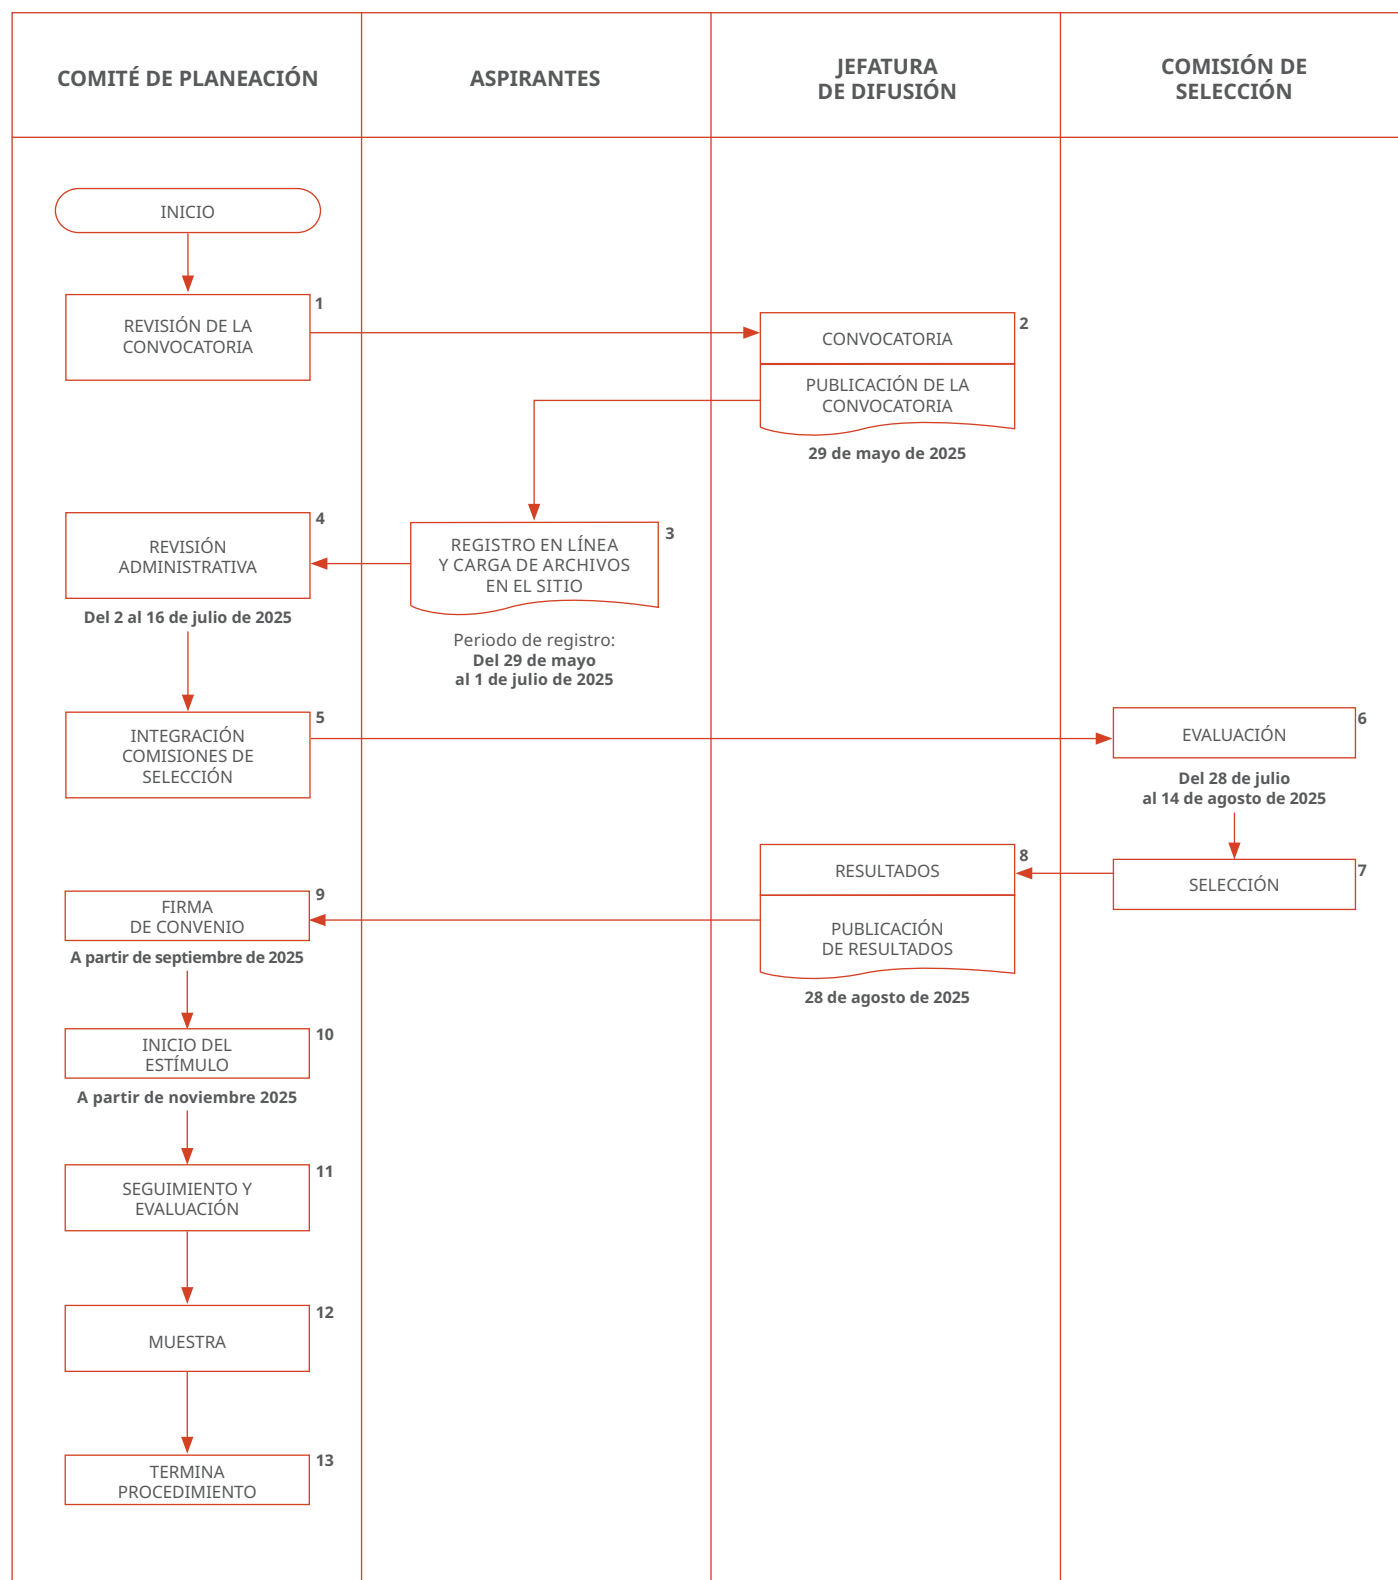 COMITÉ DE PLANEACIÓN
ASPIRANTES
JEFATURA
DE DIFUSIÓN
COMISIÓN DE
SELECCIÓN
INICIO
1
REVISIÓN DE LA
CONVOCATORIA
2
CONVOCATORIA
PUBLICACIÓN DE LA
CONVOCATORIA
29 de mayo de 2025
3
REGISTRO EN LÍNEA
Y CARGA DE ARCHIVOS
EN EL SITIO
Periodo de registro:
Del 29 de mayo
al 1 de julio de 2025
4
REVISIÓN
ADMINISTRATIVA
Del 2 al 16 de julio de 2025
5
INTEGRACIÓN
COMISIONES DE
SELECCIÓN
6
EVALUACIÓN
Del 28 de julio
al 14 de agosto de 2025
7
SELECCIÓN
8
RESULTADOS
PUBLICACIÓN
DE RESULTADOS
28 de agosto de 2025
9
FIRMA
DE CONVENIO
A partir de septiembre de 2025
10
INICIO DEL
ESTÍMULO
A partir de noviembre 2025
11
SEGUIMIENTO Y
EVALUACIÓN
12
MUESTRA
13
TERMINA
PROCEDIMIENTO